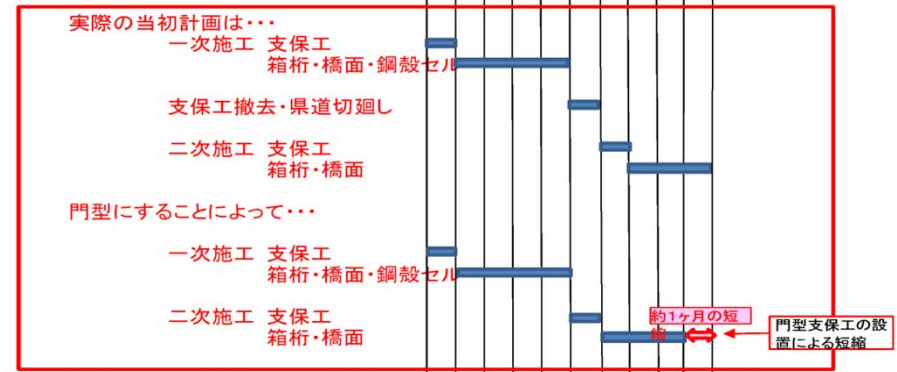 実際の当初計画は・・・
一次施工 支保工
箱桁・橋面・鋼殻セル
支保工撤去・県道切廻し
二次施工 支保工
箱桁・橋面
門型にすることによって・・・
一次施工 支保工
箱桁・橋面・鋼殻セル
二次施工 支保工
箱桁・橋面
約1ヶ月の短
縮
門型支保工の設
置による短縮